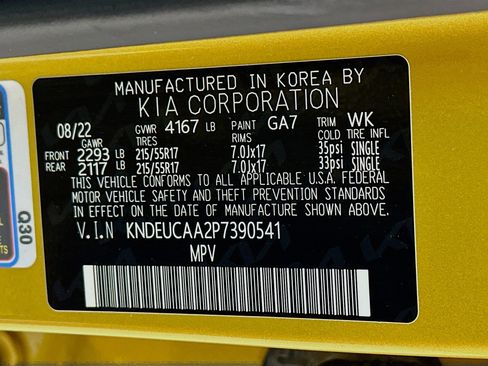 MANUFACTURED IN KOREA BY
KIA CORPORATION
08/22 GVWR 4167 LB PAINT GA7 TRIM WK
GAWR TIRES RIMS COLD TIRE INFL
FRONT 2293 LB 215/55R17 7.0Jx17 35psi SINGLE
REAR 2117 LB 215/55R17 7.0Jx17 33psi SINGLE
THIS VEHICLE CONFORMS TO ALL APPLICABLE U.S.A. FEDERAL
MOTOR VEHICLE SAFETY AND THEFT PREVENTION STANDARDS
IN EFFECT ON THE DATE OF MANUFACTURE SHOWN ABOVE.
V.I.N KNDEUCAA2P7390541
MPV
Q30